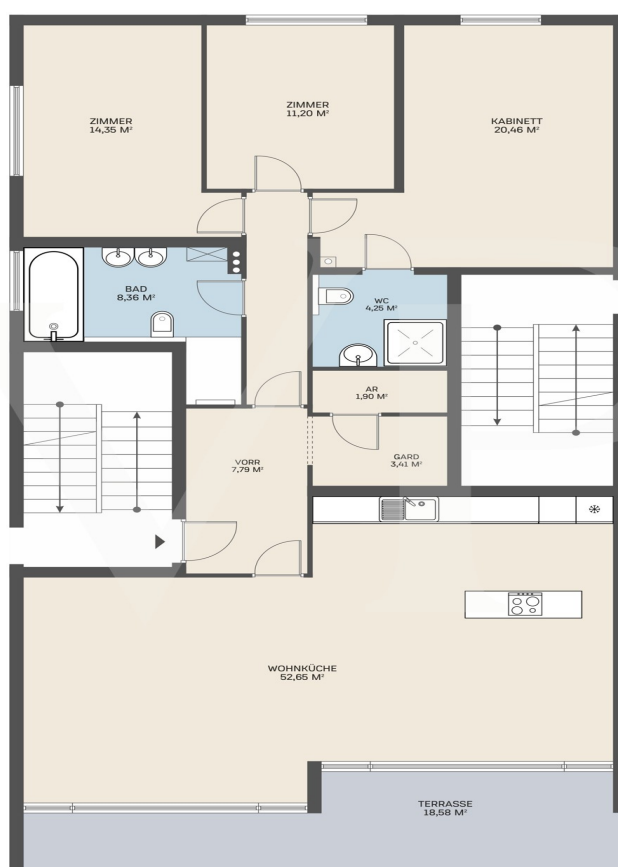 ZIMMER
14,35 M²
ZIMMER
11,20 M²
KABINETT
20,46 M²
BAD
8,36 M²
WC
4,25 M²
AR
1,90 M²
VORR
7,79 M²
GARD
3,41 M²
WOHNKÜCHE
52,65 M²
TERRASSE
18,58 M²